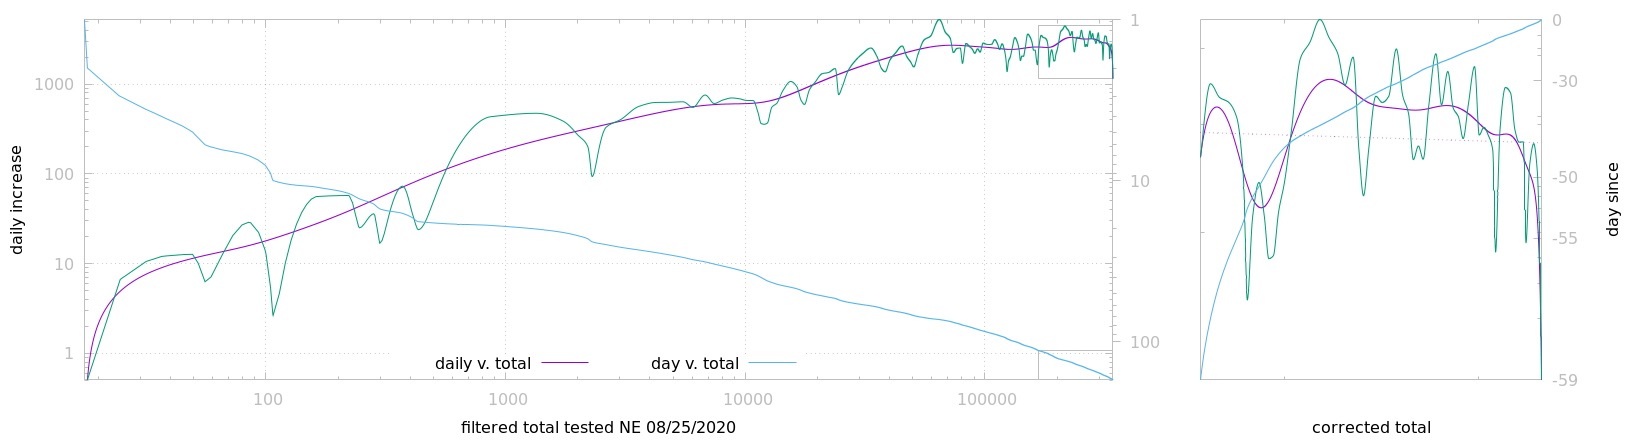 1000
100
10
1
daily increase
daily v. total
day v. total
100
1000
10000
100000
filtered total tested NE 08/25/2020
1
10
100
0
-30
-50
-55
-59
day since
corrected total